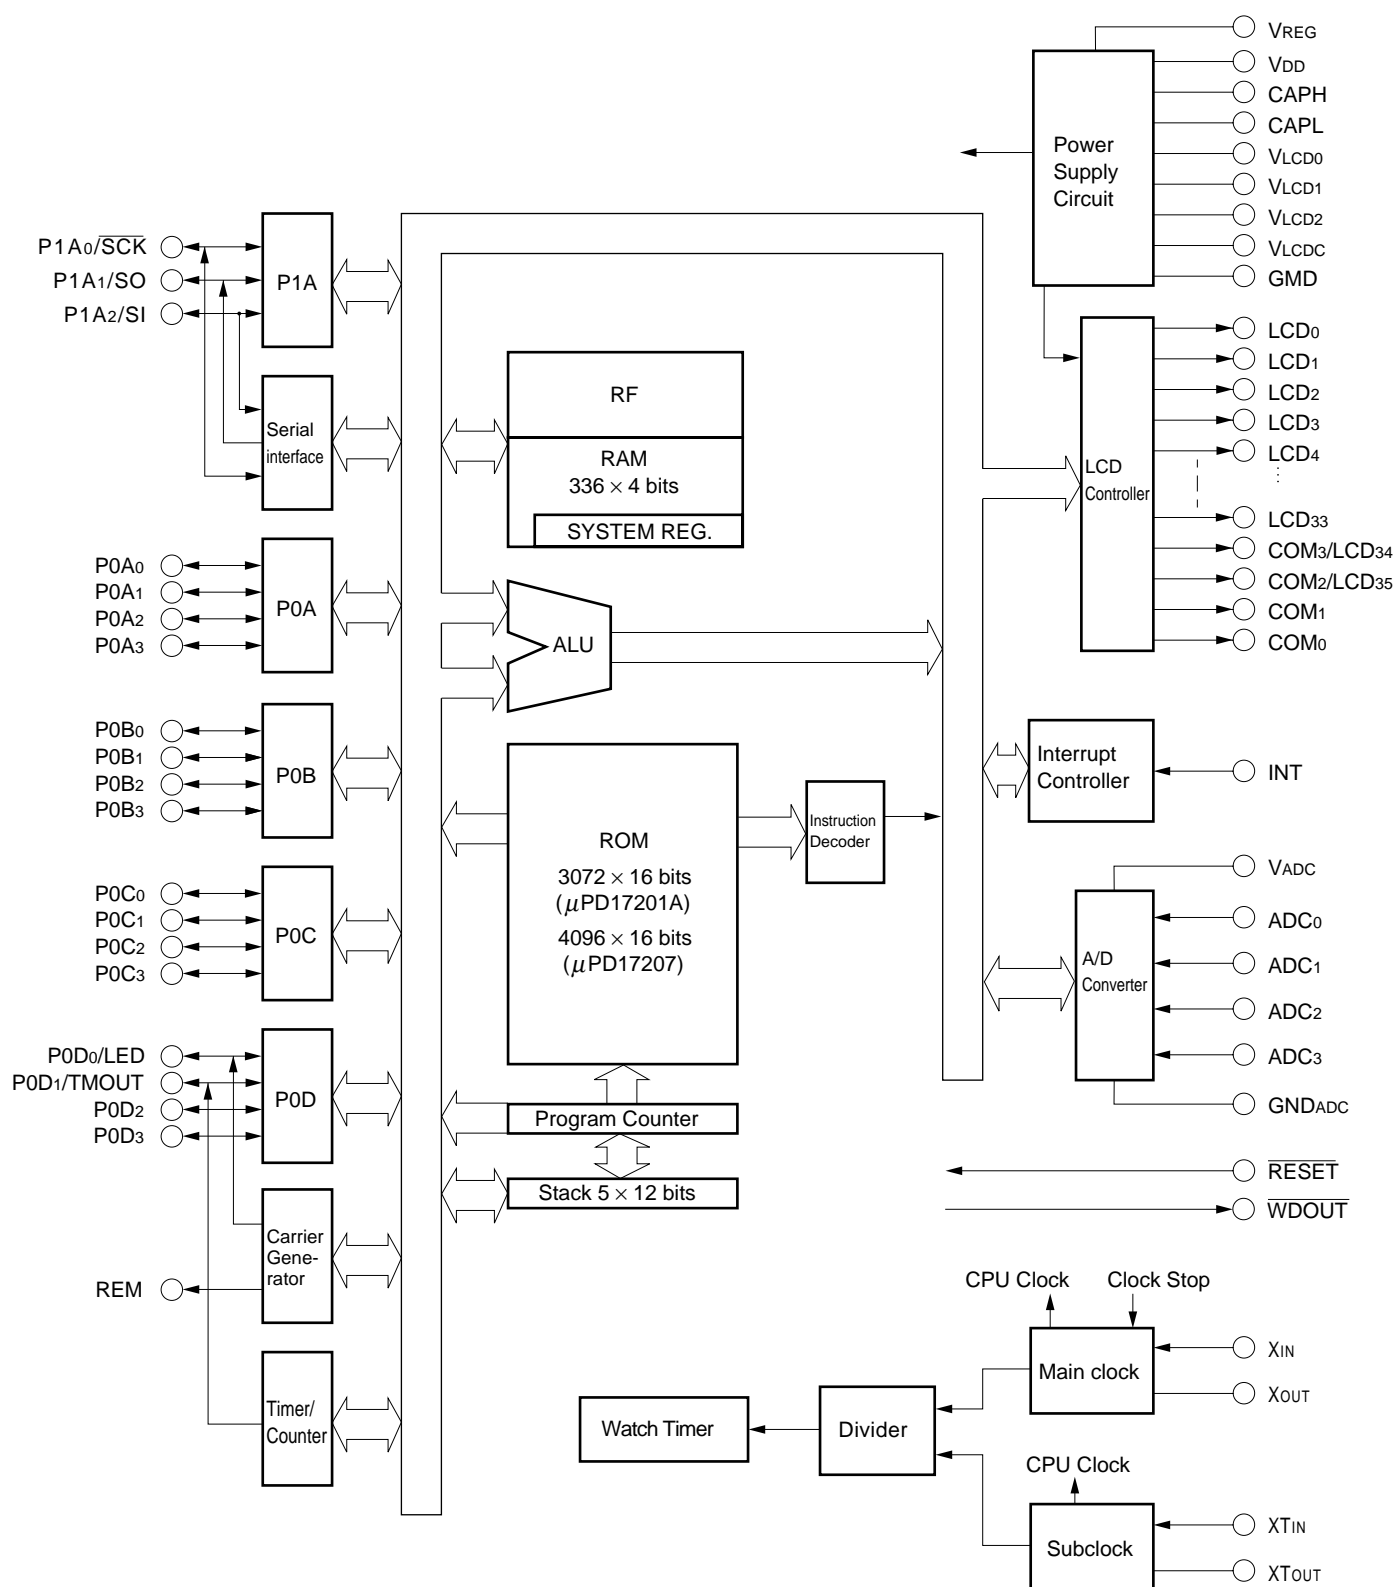 VREG
VDD
CAPH
CAPL
VLCD0
VLCD1
VLCD2
VLCDC
GMD
Power
Supply
Circuit
P1A0/SCK
P1A1/SO
P1A2/SI
P1A
Serial
interface
RF
RAM
336 × 4 bits
SYSTEM REG.
LCD
Controller
LCD0
LCD1
LCD2
LCD3
LCD4
LCD33
COM3/LCD34
COM2/LCD35
COM1
COM0
P0A0
P0A1
P0A2
P0A3
P0A
ALU
P0B0
P0B1
P0B2
P0B3
P0B
Interrupt
Controller
INT
ROM
3072 × 16 bits
(μPD17201A)
4096 × 16 bits
(μPD17207)
Instruction
Decoder
P0C0
P0C1
P0C2
P0C3
P0C
VADC
ADC0
ADC1
ADC2
ADC3
GNDADC
A/D
Converter
P0D0/LED
P0D1/TMOUT
P0D2
P0D3
P0D
Program Counter
Stack 5 × 12 bits
RESET
WDOUT
Carrier
Gene-
rator
REM
CPU Clock
Clock Stop
Main clock
XIN
XOUT
Timer/
Counter
Watch Timer
Divider
CPU Clock
Subclock
XTIN
XTOUT